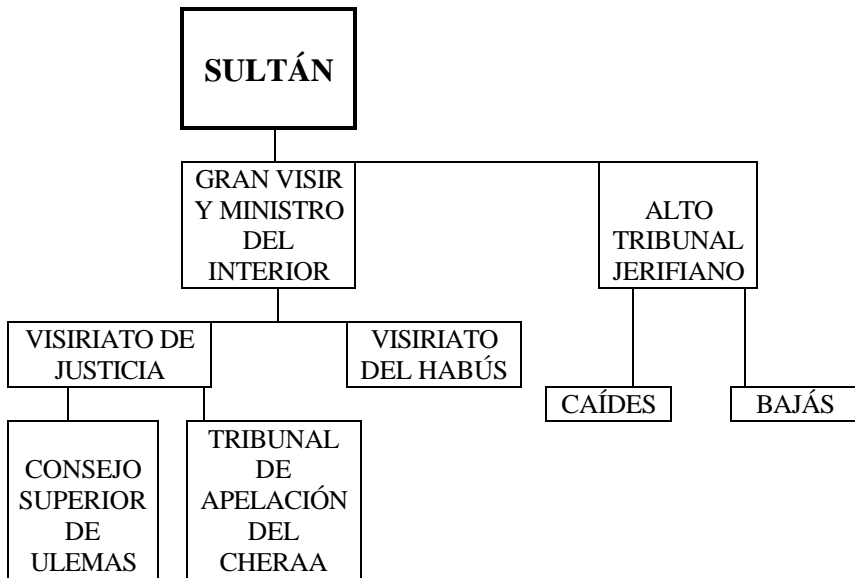 SULTÁN
GRAN VISIR
Y MINISTRO
DEL
INTERIOR
ALTO
TRIBUNAL
JERIFIANO
VISIRIATO DE
JUSTICIA
VISIRIATO
DEL HABÚS
CAÍDES
BAJÁS
CONSEJO
SUPERIOR
DE
ULEMAS
TRIBUNAL
DE
APELACIÓN
DEL
CHERAA